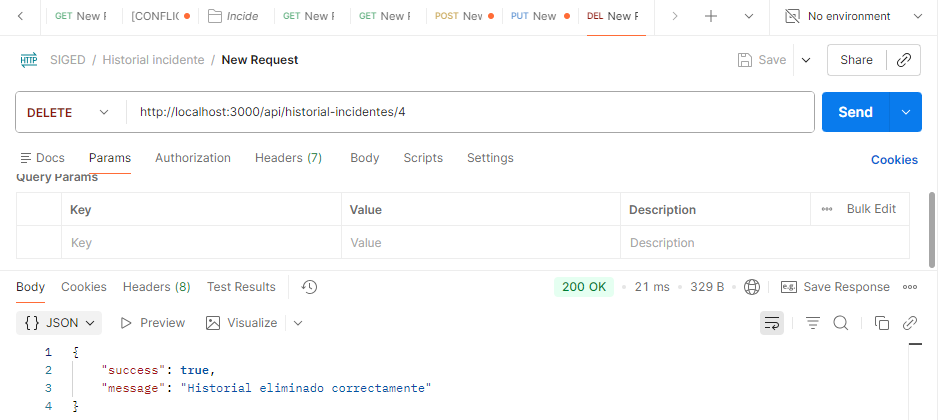 GET New F
[CONFLIC
Incide
GET New F
GET New F
POST New
PUT New
DEL New F
No environment
HTTP SIGED / Historial incidente / New Request
Save
Share
DELETE
http://localhost:3000/api/historial-incidentes/4
Send
Docs
Params
Authorization
Headers (7)
Body
Scripts
Settings
Cookies
Query Params
Key Value Description ••• Bulk Edit
Key Value Description
Body
Cookies
Headers (8)
Test Results
200 OK • 21 ms • 329 B
e.g. Save Response
{} JSON
Preview
Visualize
1 {
2 "success": true,
3 "message": "Historial eliminado correctamente"
4 }